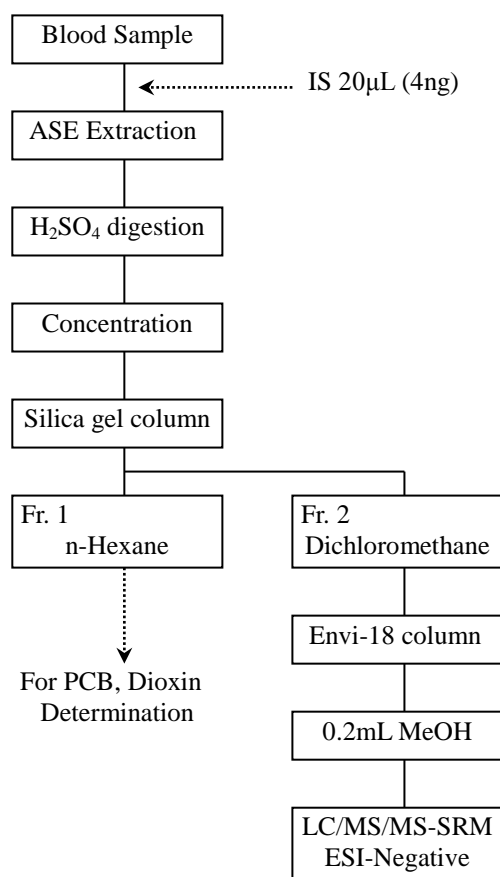 Blood Sample
IS 20μL (4ng)
ASE Extraction
H₂SO₄ digestion
Concentration
Silica gel column
Fr. 1
n-Hexane
Fr. 2
Dichloromethane
For PCB, Dioxin
Determination
Envi-18 column
0.2mL MeOH
LC/MS/MS-SRM
ESI-Negative